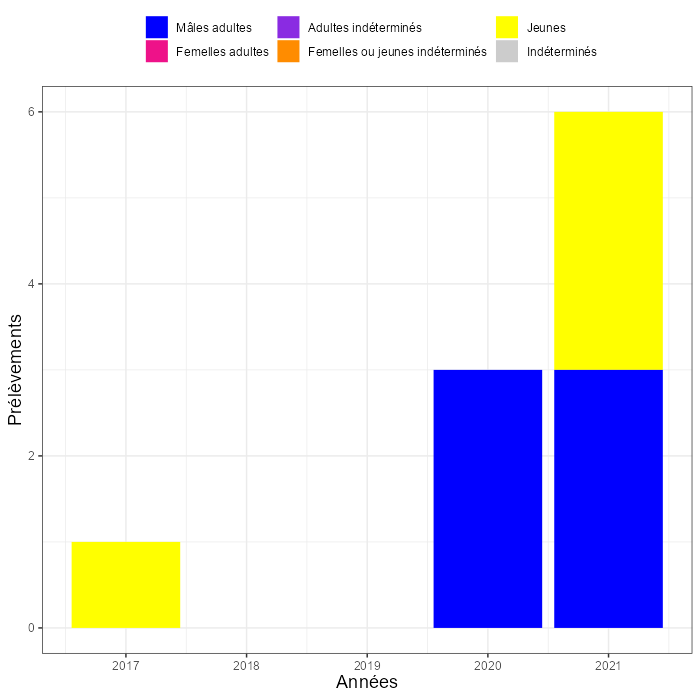 Mâles adultes
Adultes indéterminés
Jeunes
Femelles adultes
Femelles ou jeunes indéterminés
Indéterminés
Prélèvements
6
4
2
0
2017
2018
2019
2020
2021
Années